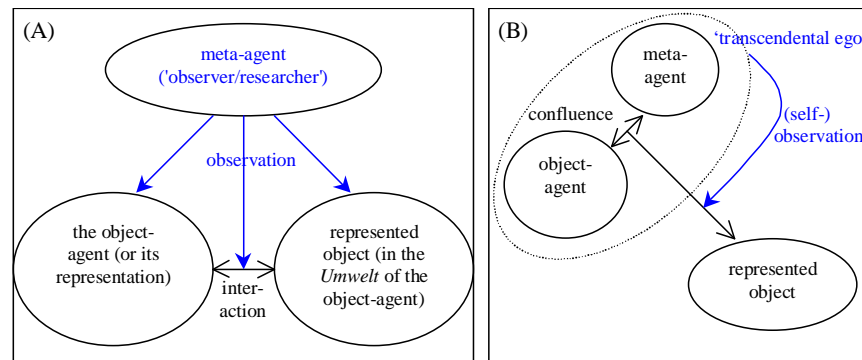 (A)
meta-agent
('observer/researcher')
observation
the object-
agent (or its
representation)
inter-
action
represented
object (in the
Umwelt of the
object-agent)
(B)
'transcendental ego
meta-
agent
confluence
(self-)
observation
object-
agent
represented
object